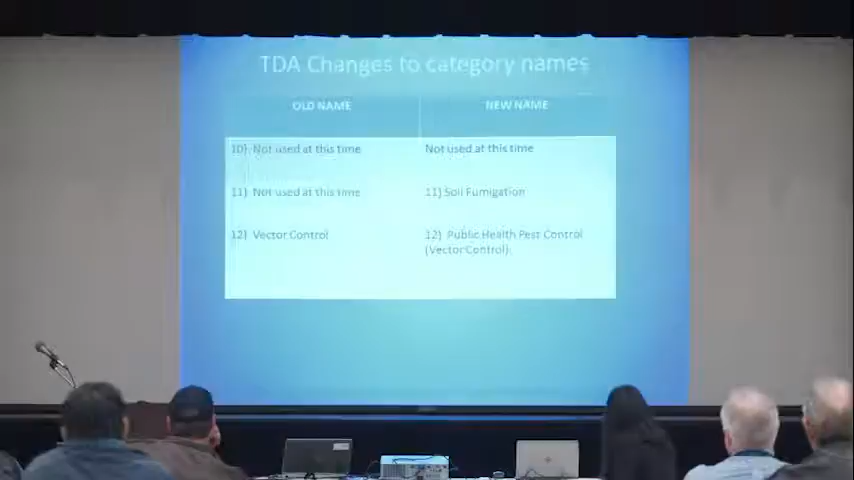 TDA Changes to category names
OLD NAME
NEW NAME
10) Not used at this time
Not used at this time
11) Not used at this time
11) Soil Fumigation
12) Vector Control
12) Public Health Pest Control
(Vector Control).